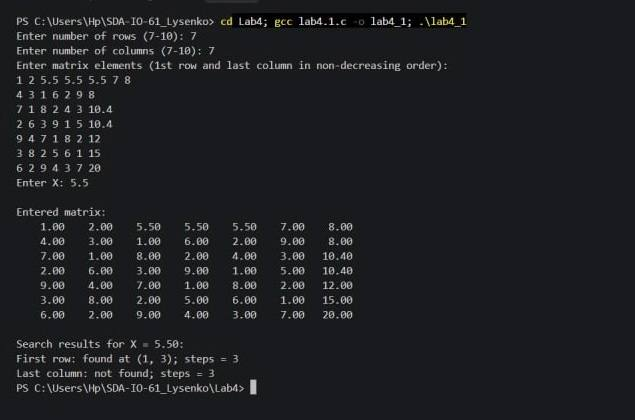 PS C:\Users\Hp\SDA-IO-61_Lysenko> cd Lab4; gcc lab4.1.c -o lab4_1; .\lab4_1
Enter number of rows (7-10): 7
Enter number of columns (7-10): 7
Enter matrix elements (1st row and last column in non-decreasing order):
1 2 5.5 5.5 5.5 7 8
4 3 1 6 2 9 8
7 1 8 2 4 3 10.4
2 6 3 9 1 5 10.4
9 4 7 1 8 2 12
3 8 2 5 6 1 15
6 2 9 4 3 7 20
Enter X: 5.5
Entered matrix:
1.00 2.00 5.50 5.50 5.50 7.00 8.00
4.00 3.00 1.00 6.00 2.00 9.00 8.00
7.00 1.00 8.00 2.00 4.00 3.00 10.40
2.00 6.00 3.00 9.00 1.00 5.00 10.40
9.00 4.00 7.00 1.00 8.00 2.00 12.00
3.00 8.00 2.00 5.00 6.00 1.00 15.00
6.00 2.00 9.00 4.00 3.00 7.00 20.00
Search results for X = 5.50:
First row: found at (1, 3); steps = 3
Last column: not found; steps = 3
PS C:\Users\Hp\SDA-IO-61_Lysenko\Lab4>